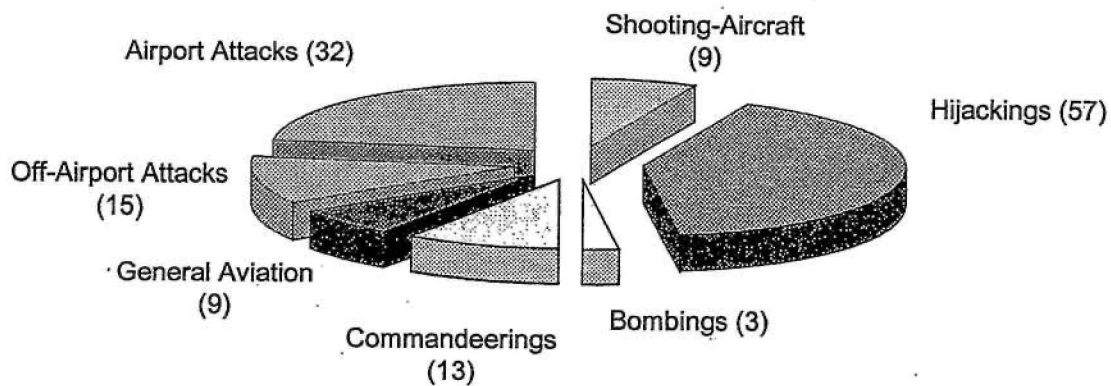 Shooting-Aircraft
(9)
Airport Attacks (32)
Hijackings (57)
Off-Airport Attacks
(15)
General Aviation
(9)
Bombings (3)
Commandeerings
(13)